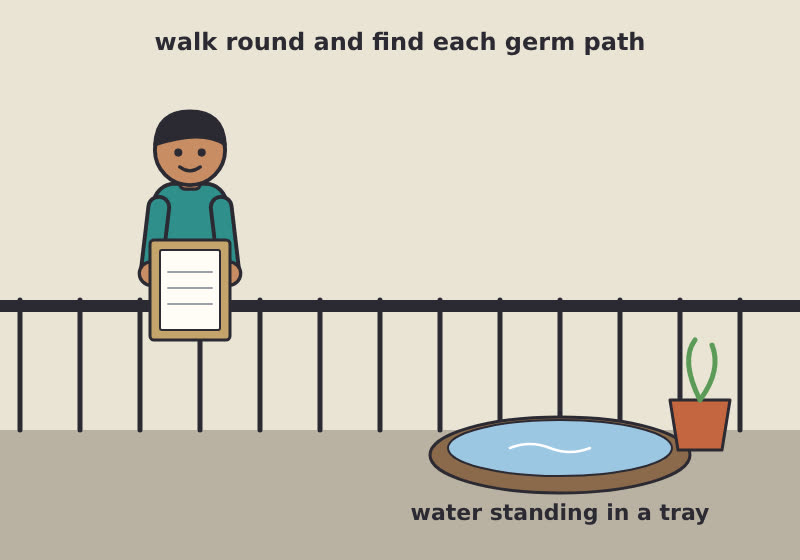 walk round and find each germ path
water standing in a tray